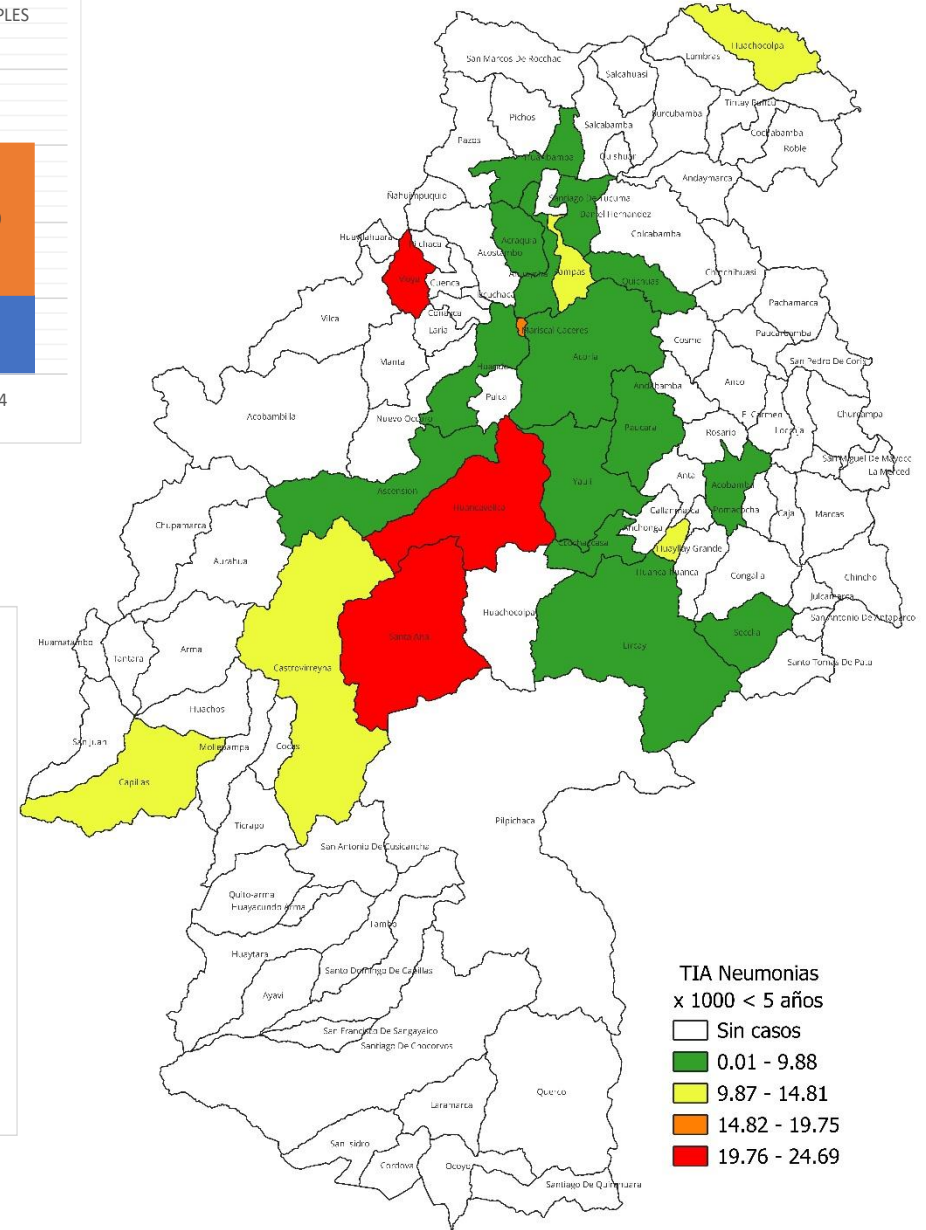 PLES
4
San Marcos De Rocchac
Huachocolpa
Salcahuasi
Pichos
Salcabamba
Pazos
Quishuar
Cochabamba
Roble
Andaymarca
Ñahuimpuquio
Santiago De Tucuma
Daniel Hernandez
Colcabamba
Acraquia
Acostambo
Cuenca
Pampas
Quichuas
Chinchihuasi
Pachamarca
Vilca
Laria
Mariscal Caceres
Acoria
Cosme
Paucarbamba
San Pedro De Coris
Manta
Anco
Andabamba
Palca
Acobambilla
Nuevo Occoro
Paucara
Rosario
El Carmen
Locroja
Churcampa
San Miguel De Mayocc
La Merced
Anta
Ascension
Yauli
Huancavelica
Acobamba
Pomacocha
Caja
Marcas
Chupamarca
Callanmarca
Anchonga
Ccochaccasa
Huayllay Grande
Aurahua
Huanca Huanca
Congalla
Chincho
Julcamarca
Huachocolpa
San Antonio De Antaparco
Huamatambo
Tantara
Arma
Santa Ana
Lircay
Secclla
Castrovirreyna
Santo Tomas De Pata
Huachos
San Juan
Mollepampa
Cocas
Capillas
Ticrapo
Pilpichaca
San Antonio De Cusicancha
Quito-arma
Huayacundo Arma
Tambo
Huaytara
Santo Domingo De Capillas
Ayavi
San Francisco De Sangayaico
Santiago De Chocorvos
Querco
Laramarca
San Isidro
Cordova
Ocoyo
TIA Neumonias
x 1000 < 5 años
Sin casos
0.01 - 9.88
9.87 - 14.81
14.82 - 19.75
19.76 - 24.69